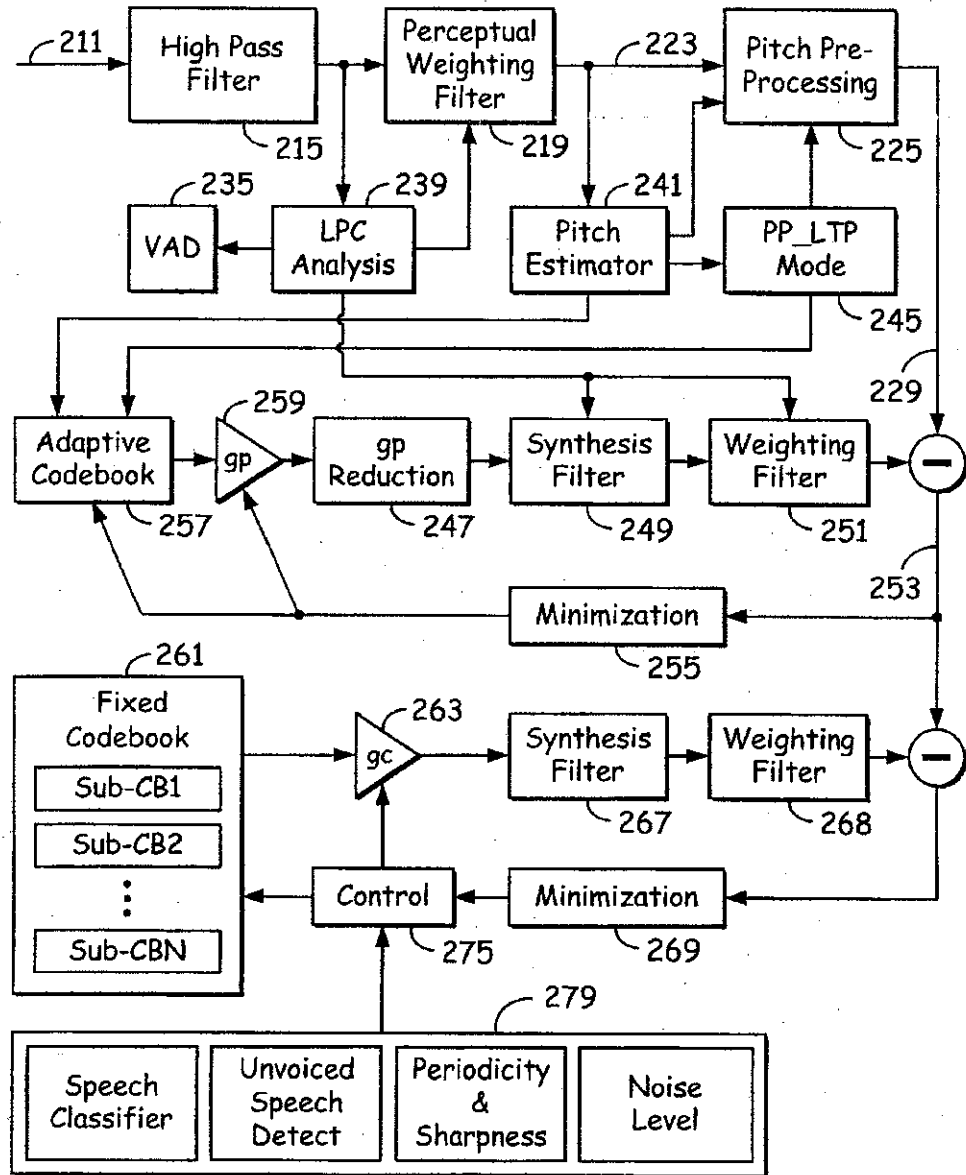 211
High Pass
Filter
215
Perceptual
Weighting
Filter
219
223
Pitch Pre-
Processing
225
235
VAD
239
LPC
Analysis
241
Pitch
Estimator
PP_LTP
Mode
245
229
Adaptive
Codebook
257
259
gp
gp
Reduction
247
Synthesis
Filter
249
Weighting
Filter
251
−
253
Minimization
255
261
Fixed
Codebook
Sub-CB1
Sub-CB2
Sub-CBN
263
gc
Synthesis
Filter
267
Weighting
Filter
268
−
Control
275
Minimization
269
279
Speech
Classifier
Unvoiced
Speech
Detect
Periodicity
&
Sharpness
Noise
Level